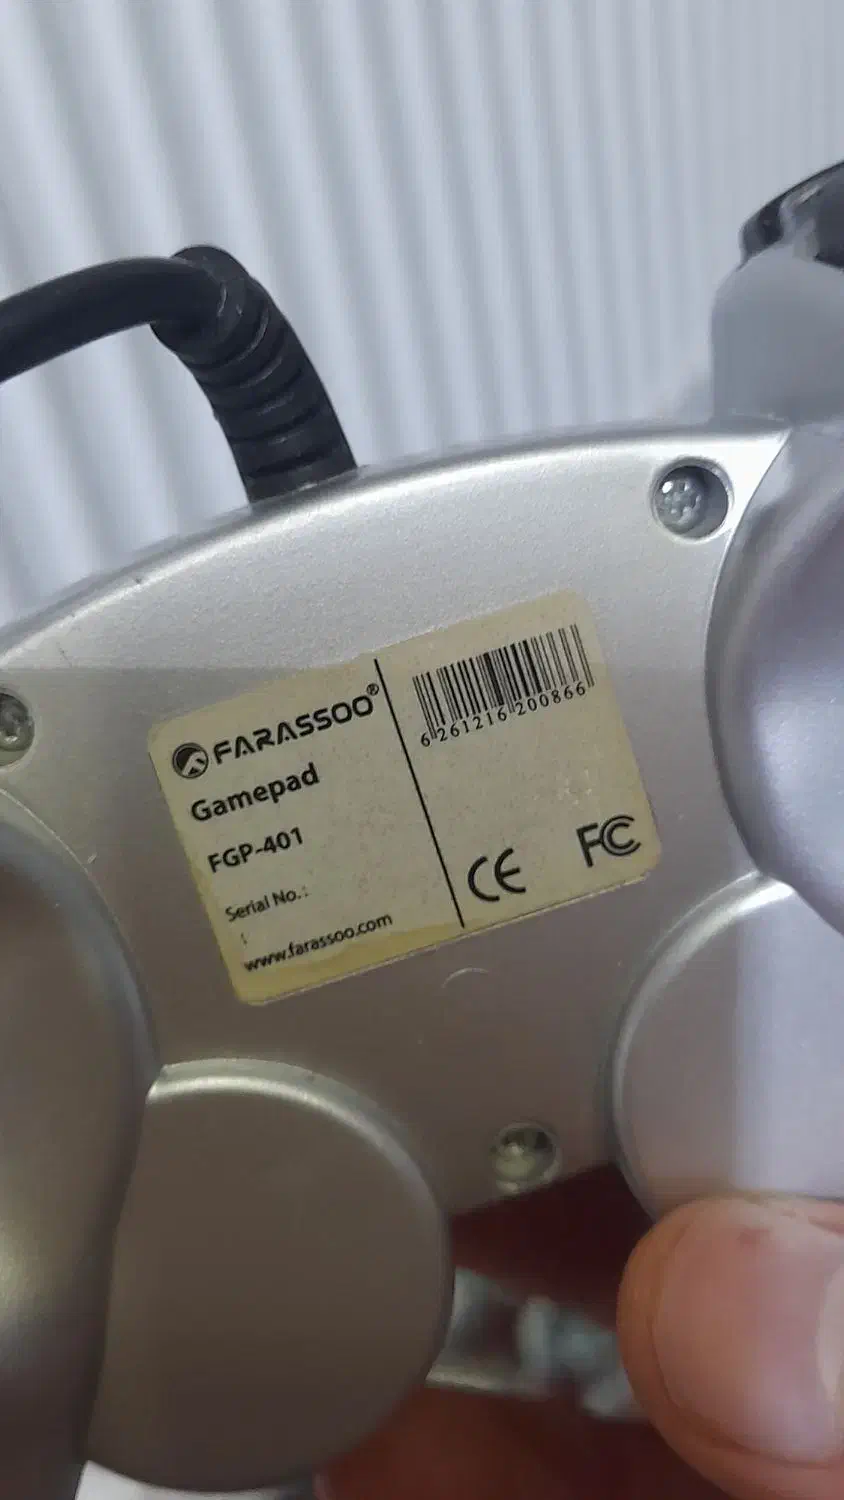 FARASSOO®
Gamepad
FGP-401
Serial No.:
www.farassoo.com
6 261216 200866
CE FC